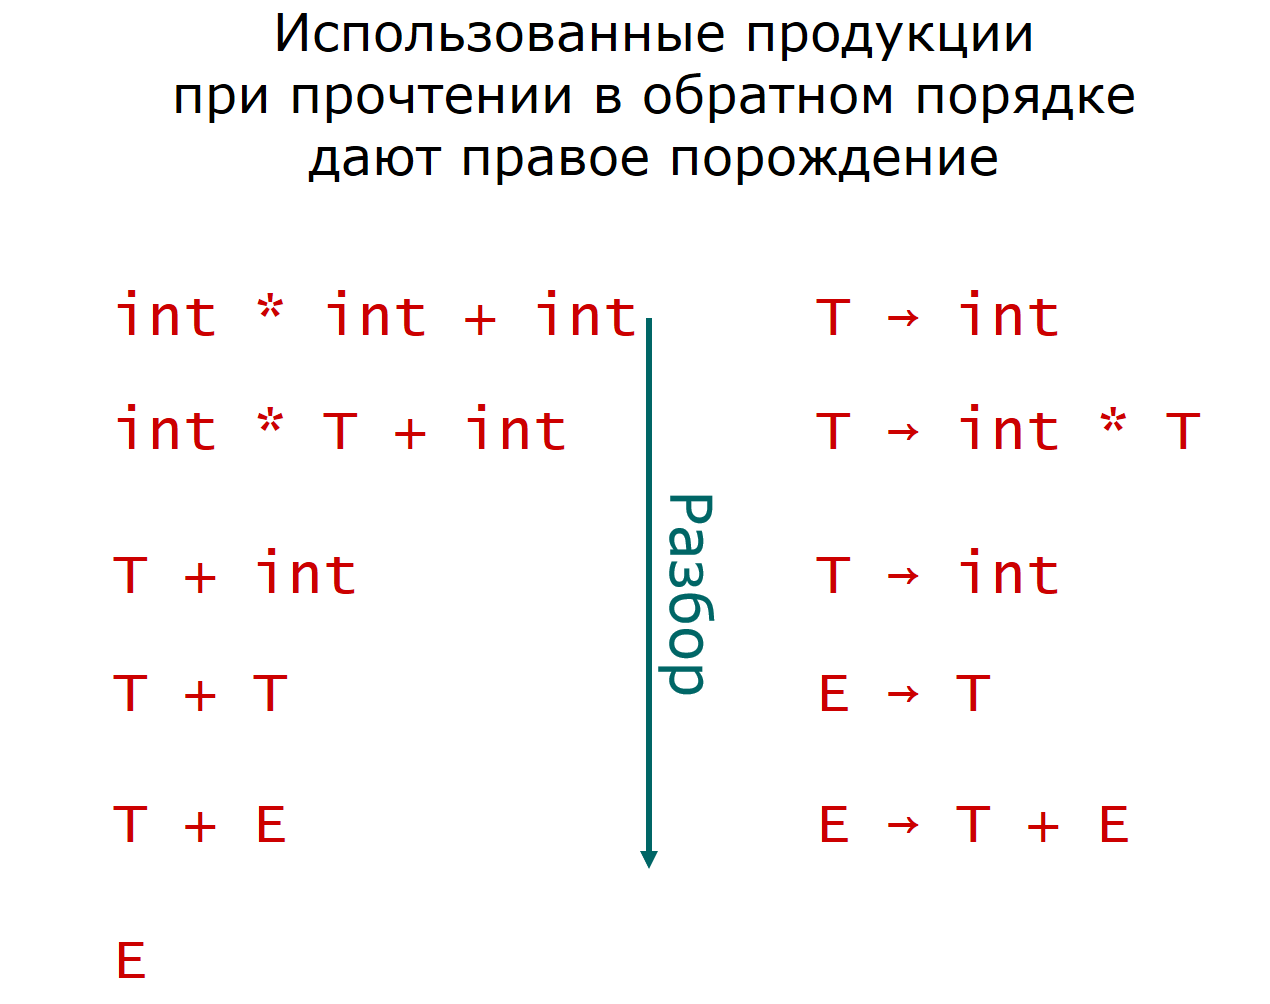 Использованные продукции
при прочтении в обратном порядке
дают правое порождение
int * int + int T → int
int * T + int T → int * T
Разбор
T + int T → int
T + T E → T
T + E E → T + E
E